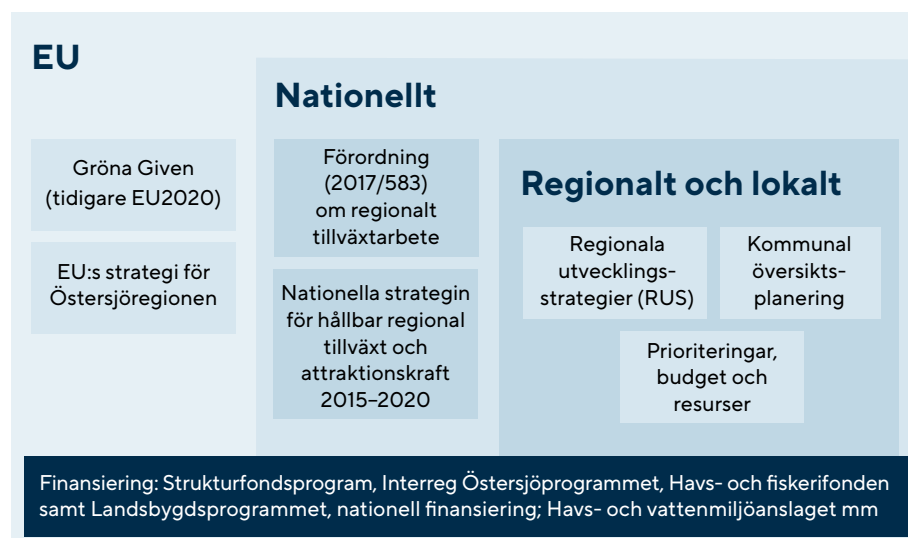 EU
Gröna Given
(tidigare EU2020)
EU:s strategi för
Östersjöregionen
Nationellt
Förordning
(2017/583)
om regionalt
tillväxtarbete
Nationella strategin
för hållbar regional
tillväxt och
attraktionskraft
2015–2020
Regionalt och lokalt
Regionala
utvecklings-
strategier (RUS)
Kommunal
översikts-
planering
Prioriteringar,
budget och
resurser
Finansiering: Strukturfondsprogram, Interreg Östersjöprogrammet, Havs- och fiskerifonden
samt Landsbygdsprogrammet, nationell finansiering; Havs- och vattenmiljöanslaget mm